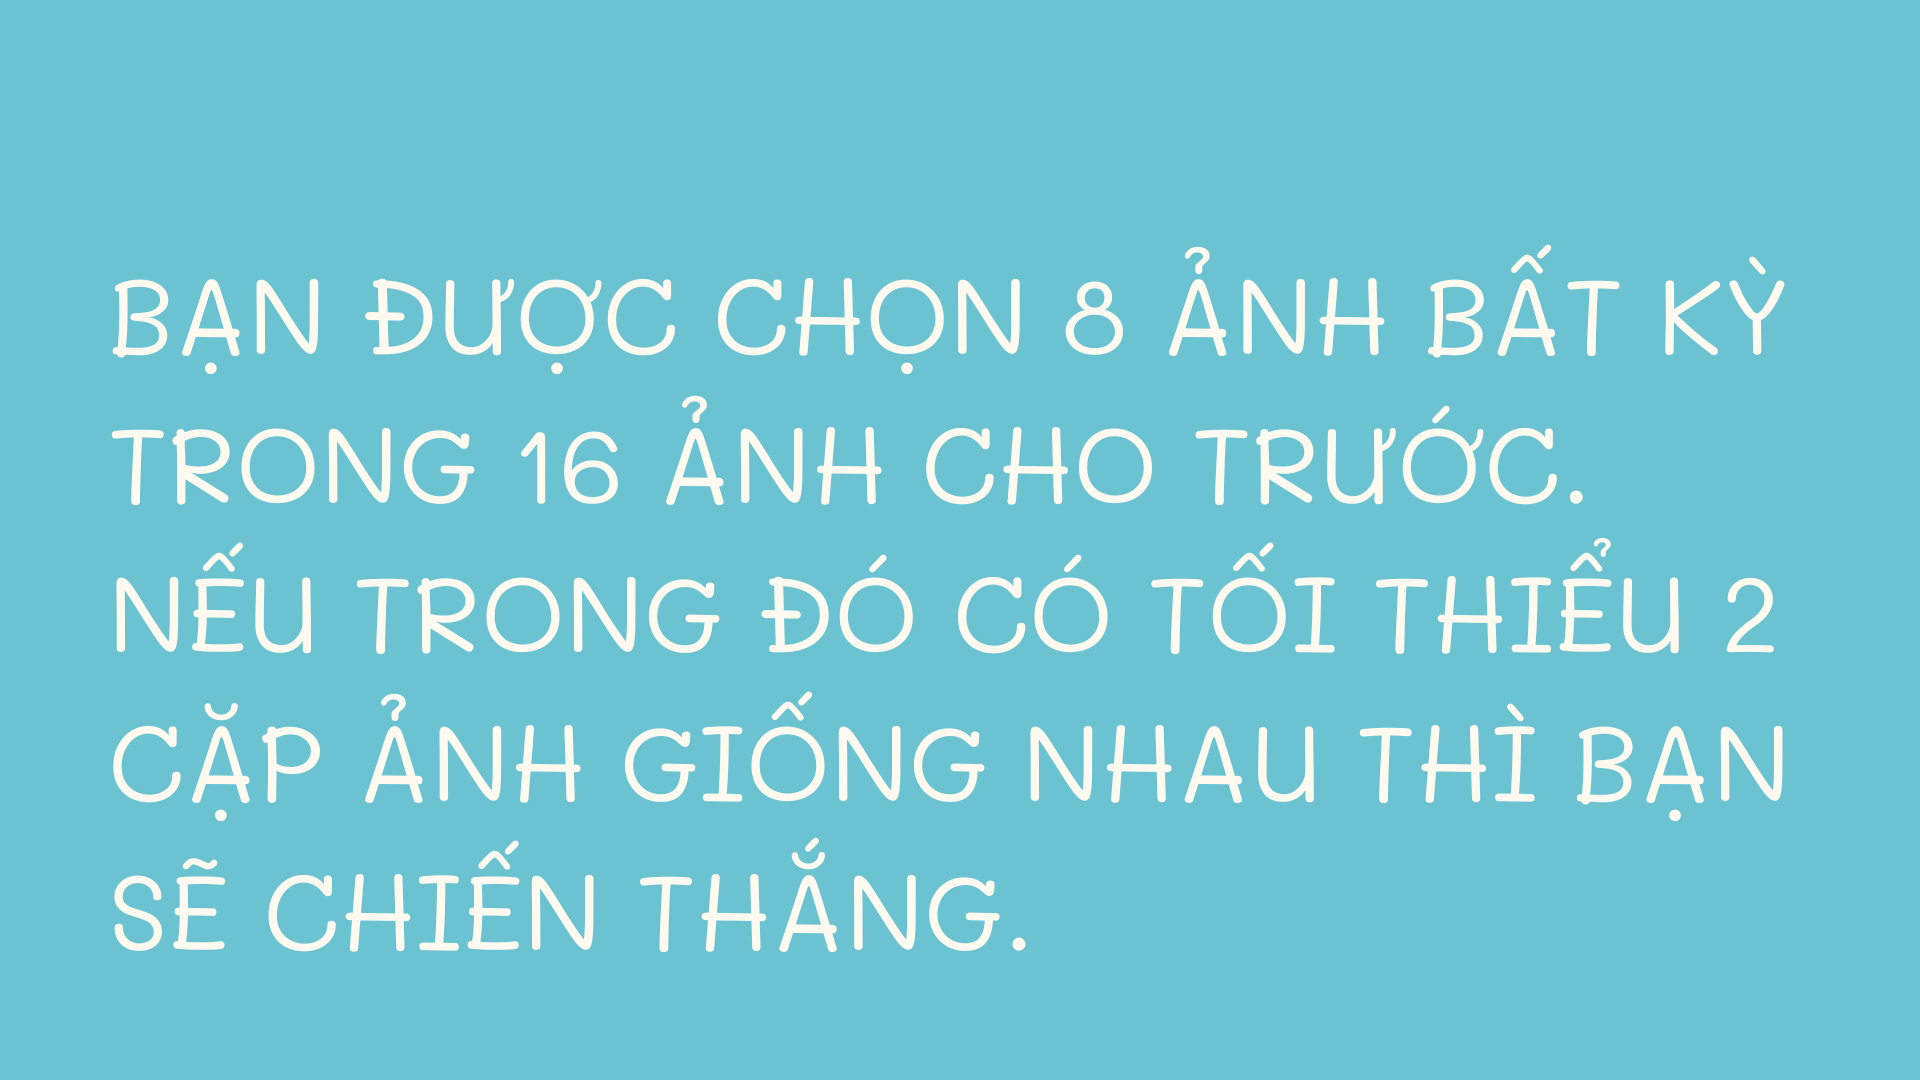 BẠN ĐƯỢC CHỌN 8 ẢNH BẤT KỲ
TRONG 16 ẢNH CHO TRƯỚC.
NẾU TRONG ĐÓ CÓ TỐI THIỂU 2
CẶP ẢNH GIỐNG NHAU THÌ BẠN
SẼ CHIẾN THẮNG.